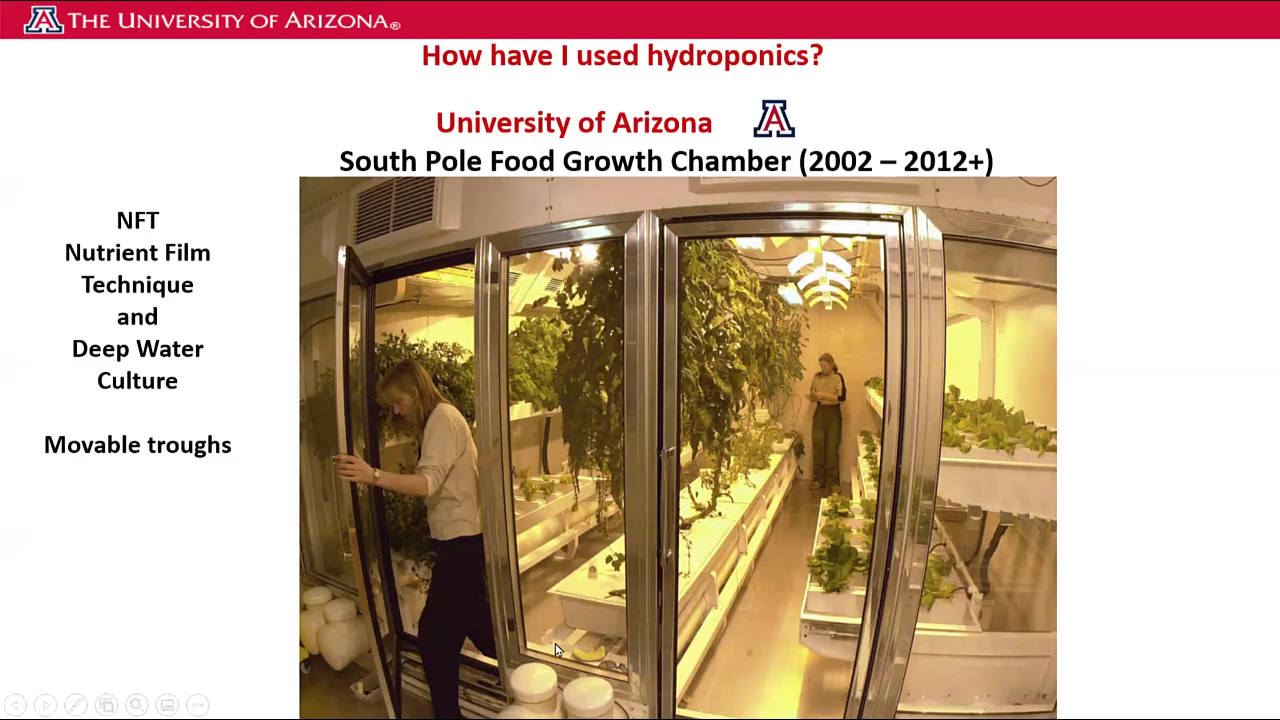 THE UNIVERSITY OF ARIZONA®
How have I used hydroponics?
University of Arizona
South Pole Food Growth Chamber (2002 – 2012+)
NFT
Nutrient Film
Technique
and
Deep Water
Culture
Movable troughs